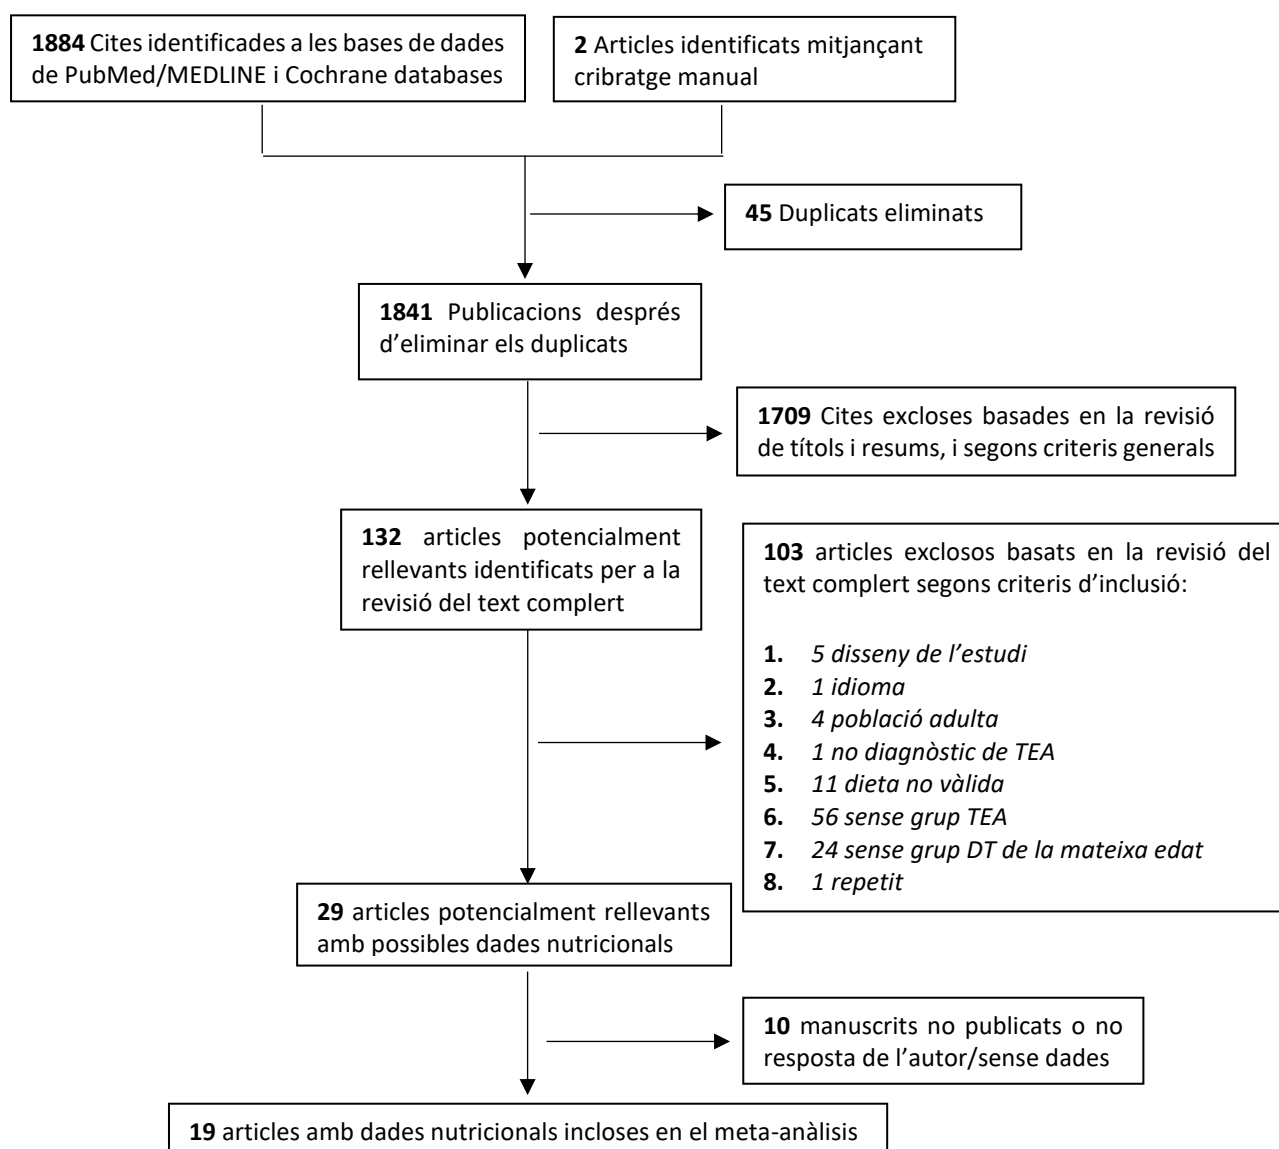 1884 Cites identificades a les bases de dades
de PubMed/MEDLINE i Cochrane databases
2 Articles identificats mitjançant
cribratge manual
45 Duplicats eliminats
1841 Publicacions després
d’eliminar els duplicats
1709 Cites excloses basades en la revisió
de títols i resums, i segons criteris generals
132 articles potencialment
rellevants identificats per a la
revisió del text complert
103 articles exclosos basats en la revisió del
text complert segons criteris d’inclusió:
1. 5 disseny de l’estudi
2. 1 idioma
3. 4 població adulta
4. 1 no diagnòstic de TEA
5. 11 dieta no vàlida
6. 56 sense grup TEA
7. 24 sense grup DT de la mateixa edat
8. 1 repetit
29 articles potencialment rellevants
amb possibles dades nutricionals
10 manuscrits no publicats o no
resposta de l’autor/sense dades
19 articles amb dades nutricionals incloses en el meta-anàlisis